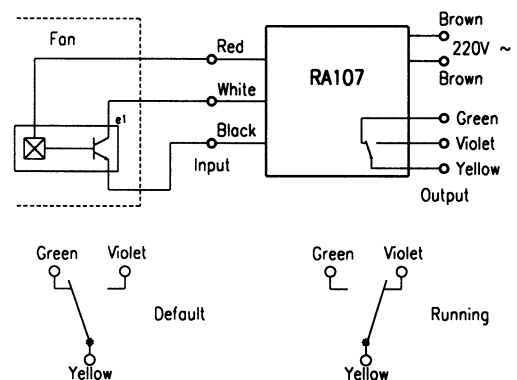 Fan
Red
White
Black
Input
e1
RA107
Brown
220V ~
Brown
Green
Violet
Yellow
Output
Green Violet
Default
Yellow
Green Violet
Running
Yellow